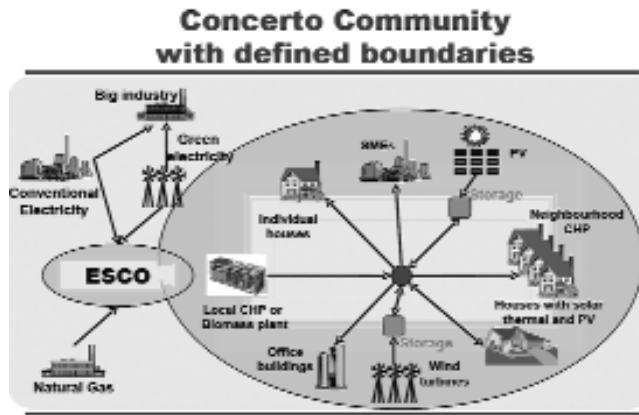 Concerto Community
with defined boundaries
Big industry
Green
electricity
Conventional
Electricity
ESCO
Natural Gas
SMEs
PV
Storage
Individual
houses
Neighbourhood
CHP
Local CHP or
Biomass plant
Houses with solar
thermal and PV
Storage
Office
buildings
Wind
turbines